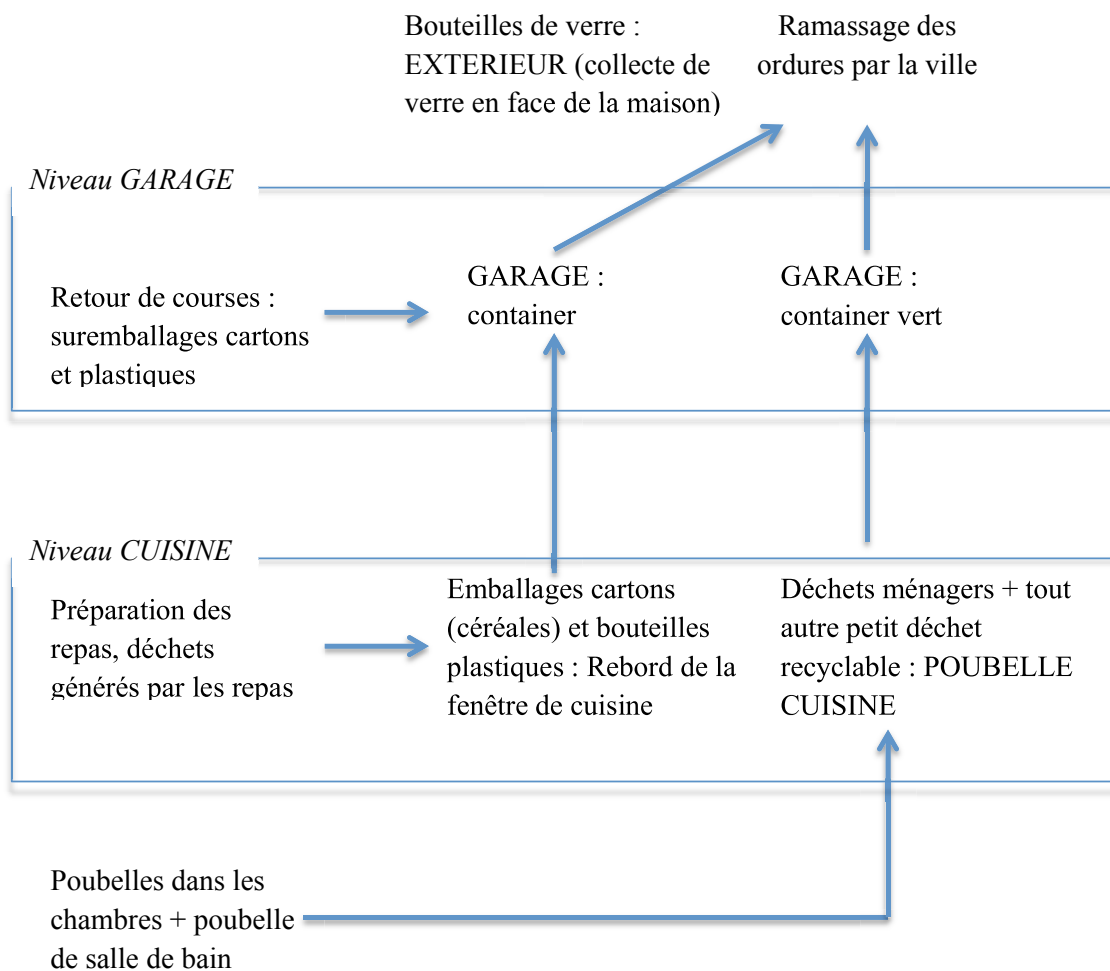 Bouteilles de verre :
EXTERIEUR (collecte de
verre en face de la maison)
Ramassage des
ordures par la ville
Niveau GARAGE
Retour de courses :
suremballages cartons
et plastiques
GARAGE :
container
GARAGE :
container vert
Niveau CUISINE
Préparation des
repas, déchets
générés par les repas
Emballages cartons
(céréales) et bouteilles
plastiques : Rebord de la
fenêtre de cuisine
Déchets ménagers + tout
autre petit déchet
recyclable : POUBELLE
CUISINE
Poubelles dans les
chambres + poubelle
de salle de bain